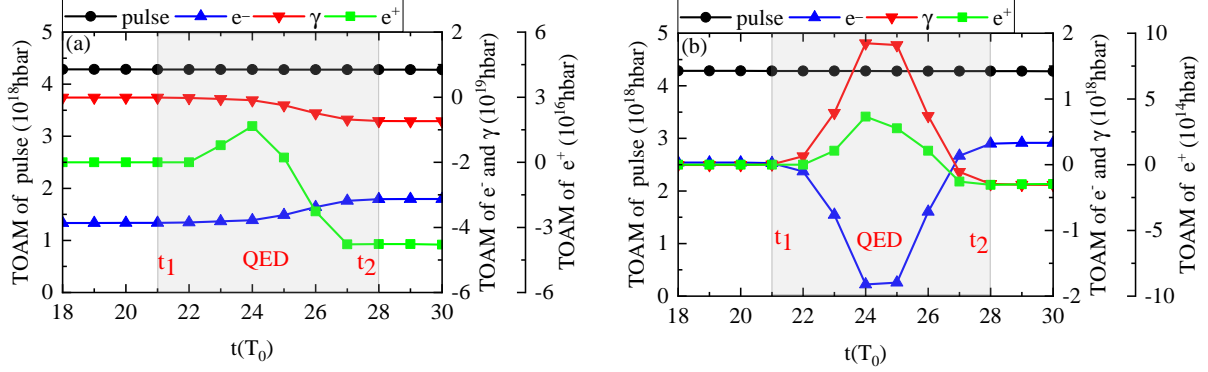 pulse e⁻ γ e⁺
(a)
5
4
3
2
1
0
TOAM of pulse (10¹⁸hbar)
2
0
-2
-4
-6
TOAM of e⁻ and γ (10¹⁹hbar)
6
3
0
-3
-6
TOAM of e⁺ (10¹⁶hbar)
t₁ QED t₂
18 20 22 24 26 28 30
t(T₀)
pulse e⁻ γ e⁺
(b)
5
4
3
2
1
0
TOAM of pulse (10¹⁸hbar)
2
1
0
-1
-2
TOAM of e⁻ and γ (10¹⁸hbar)
10
5
0
-5
-10
TOAM of e⁺ (10¹⁴hbar)
t₁ QED t₂
18 20 22 24 26 28 30
t(T₀)